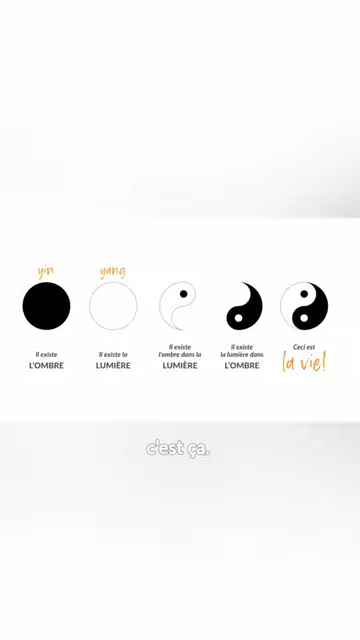 yin
yang
Il existe
L'OMBRE
Il existe la
LUMIÈRE
Il existe
l'ombre dans la
LUMIÈRE
Il existe
la lumière dans
L'OMBRE
Ceci est
la vie!
c'est ça.